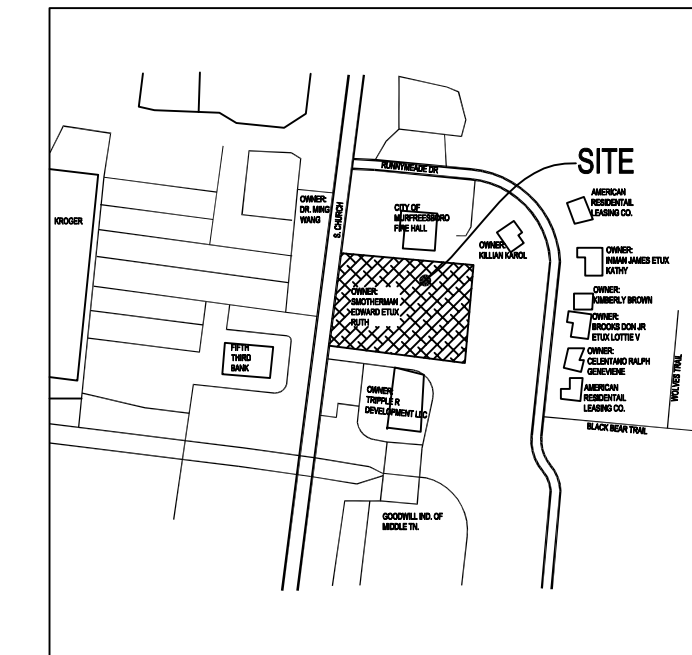 SITE
RUNNYMEADE DR
AMERICAN
RESIDENTIAL
LEASING CO.
OWNER:
DR. MING
WANG
S. CHURCH
CITY OF
MURFREESBORO
FIRE HALL
KROGER
OWNER:
KILLIAN KAROL
OWNER:
INMAN JAMES ETUX
KATHY
OWNER:
SMOTHERMAN
EDWARD ETUX
RUTH
OWNER:
KIMBERLY BROWN
OWNER:
BROOKS DON JR
ETUX LOTTIE V
FIFTH
THIRD
BANK
OWNER:
CELENTANO RALPH
GENEVIENE
WOLVES TRAIL
OWNER:
TRIPPLE R
DEVELOPMENT LLC
AMERICAN
RESIDENTAIL
LEASING CO.
BLACK BEAR TRAIL
GOODWILL IND. OF
MIDDLE TN.